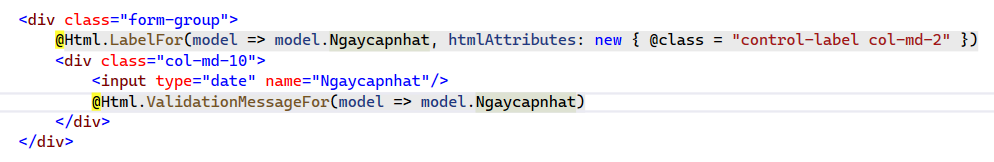 <div class="form-group">
@Html.LabelFor(model => model.Ngaycapnhat, htmlAttributes: new { @class = "control-label col-md-2" })
<div class="col-md-10">
<input type="date" name="Ngaycapnhat"/>
@Html.ValidationMessageFor(model => model.Ngaycapnhat)
</div>
</div>